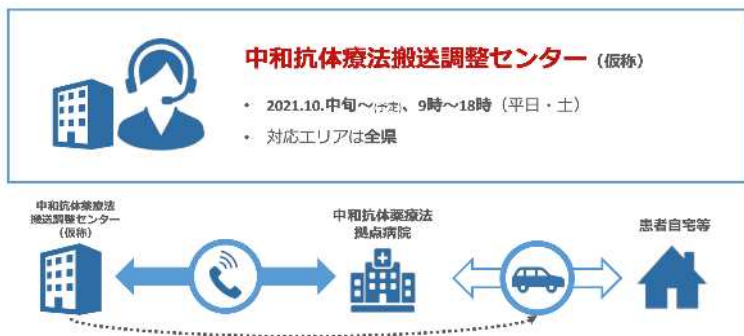 中和抗体療法搬送調整センター（仮称）
・ 2021.10.中旬～(予定)、9時～18時（平日・土）
・ 対応エリアは全県
中和抗体薬療法
搬送調整センター
（仮称）
中和抗体薬療法
拠点病院
患者自宅等